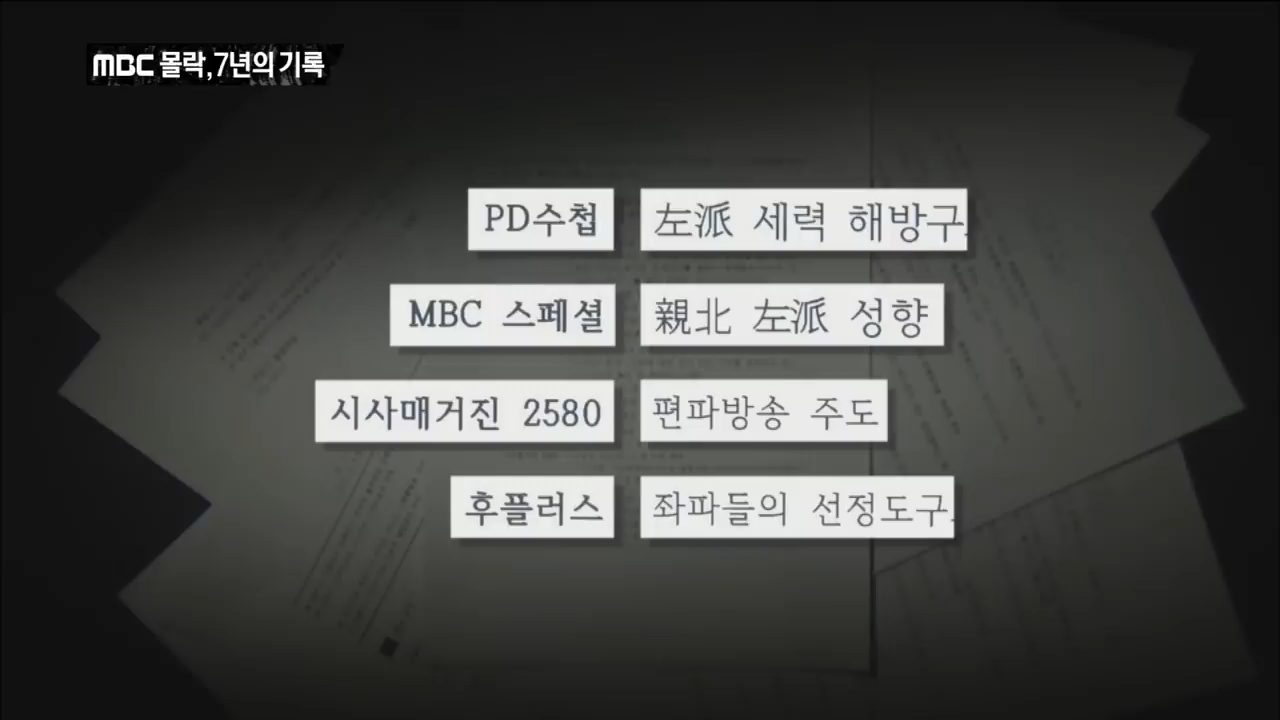 MBC 몰락, 7년의 기록
PD수첩 左派 세력 해방구
MBC 스페셜 親北 左派 성향
시사매거진 2580 편파방송 주도
후플러스 좌파들의 선정도구